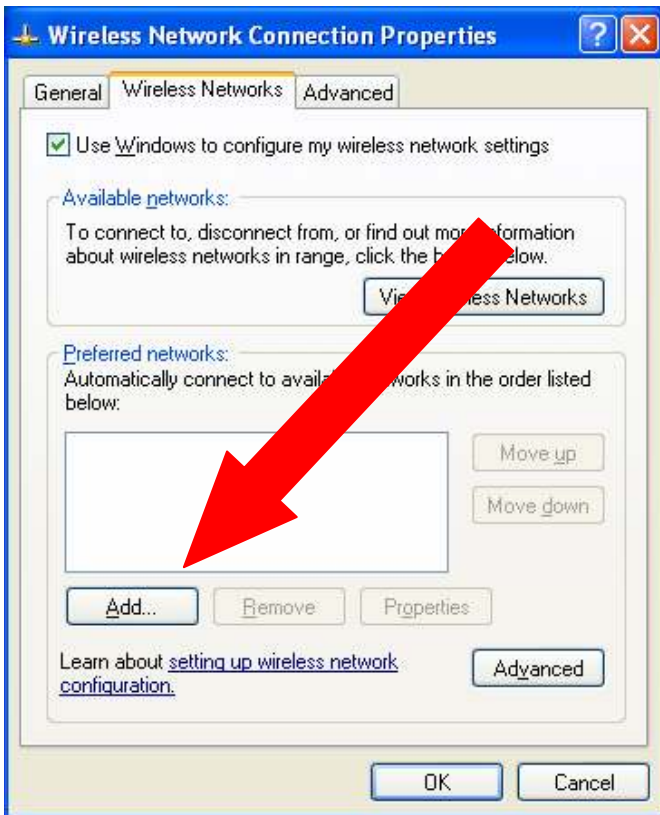 Wireless Network Connection Properties
General Wireless Networks Advanced
Use Windows to configure my wireless network settings
Available networks:
To connect to, disconnect from, or find out
about wireless networks in range, click the
Networks
Preferred networks:
Automatically connect to in the order listed
below:
Move up
Move down
Add... Remove Properties
Learn about setting up wireless network
configuration.
Advanced
OK Cancel